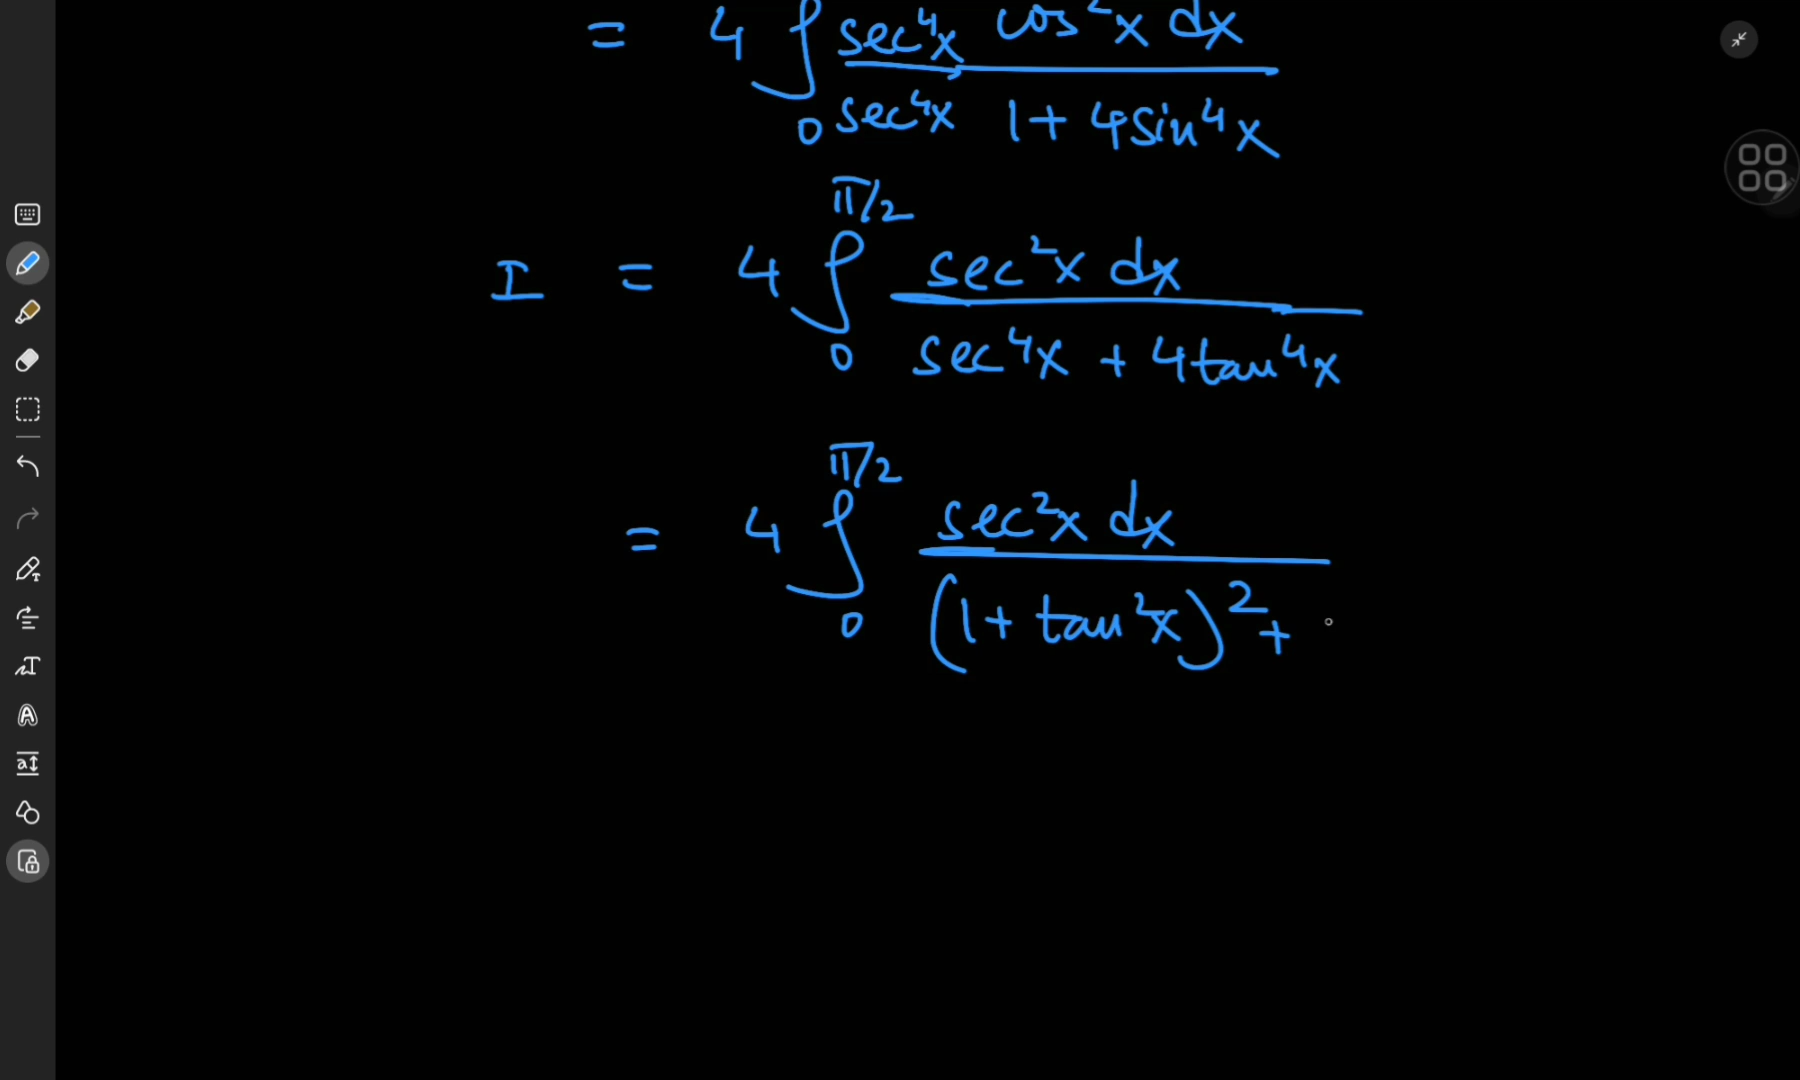 = 4 ∫₀ sec⁴x cos²x dx / sec⁴x 1 + 4sin⁴x
I = 4 ∫₀^π/2 sec²x dx / sec⁴x + 4tan⁴x
= 4 ∫₀^π/2 sec²x dx / (1 + tan²x)² +